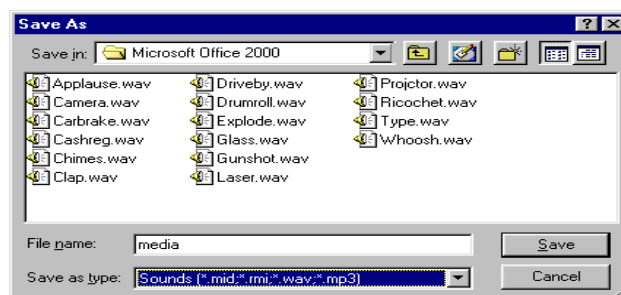 Save As
Save in: Microsoft Office 2000
Applause.wav Driveby.wav Projctor.wav
Camera.wav Drumroll.wav Ricochet.wav
Carbrake.wav Explode.wav Type.wav
Cashreg.wav Glass.wav Whoosh.wav
Chimes.wav Gunshot.wav
Clap.wav Laser.wav
File name: media Save
Save as type: Sounds (*.mid;*.rmi;*.wav;*.mp3) Cancel